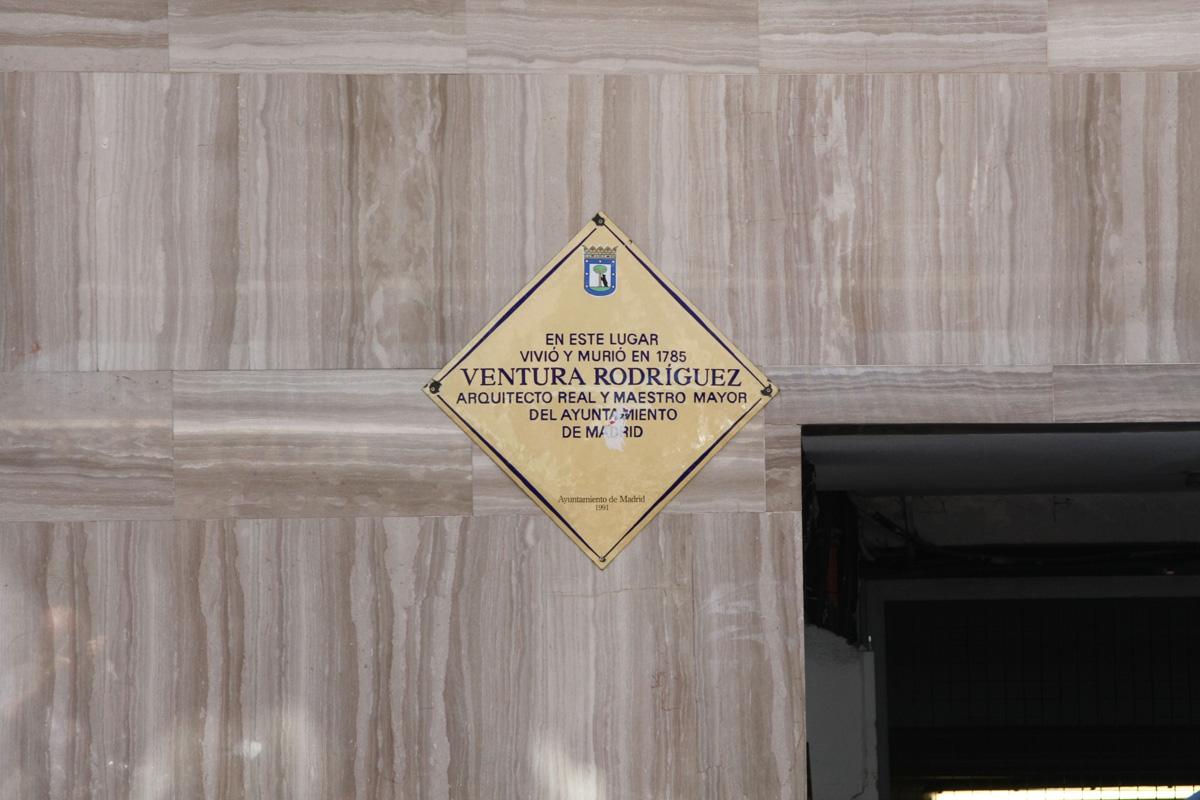 EN ESTE LUGAR
VIVIÓ Y MURIÓ EN 1785
VENTURA RODRÍGUEZ
ARQUITECTO REAL Y MAESTRO MAYOR
DEL AYUNTAMIENTO
DE MADRID
Ayuntamiento de Madrid
1991